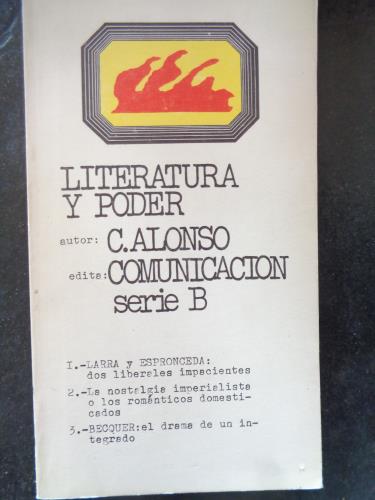 LITERATURA
Y PODER
autor: C.ALONSO
edita: COMUNICACION
serie B
I.-LARRA y ESPRONCEDA:
dos liberales impacientes
2.-La nostalgia imperialista
o los románticos domesti-
cados
3.-BECQUER:el drama de un in-
tegrado